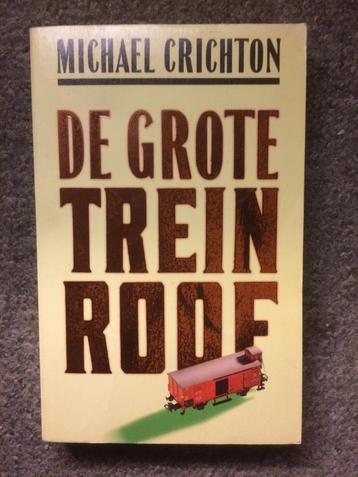 MICHAEL CRICHTON
DE GROTE
TREIN
ROOF